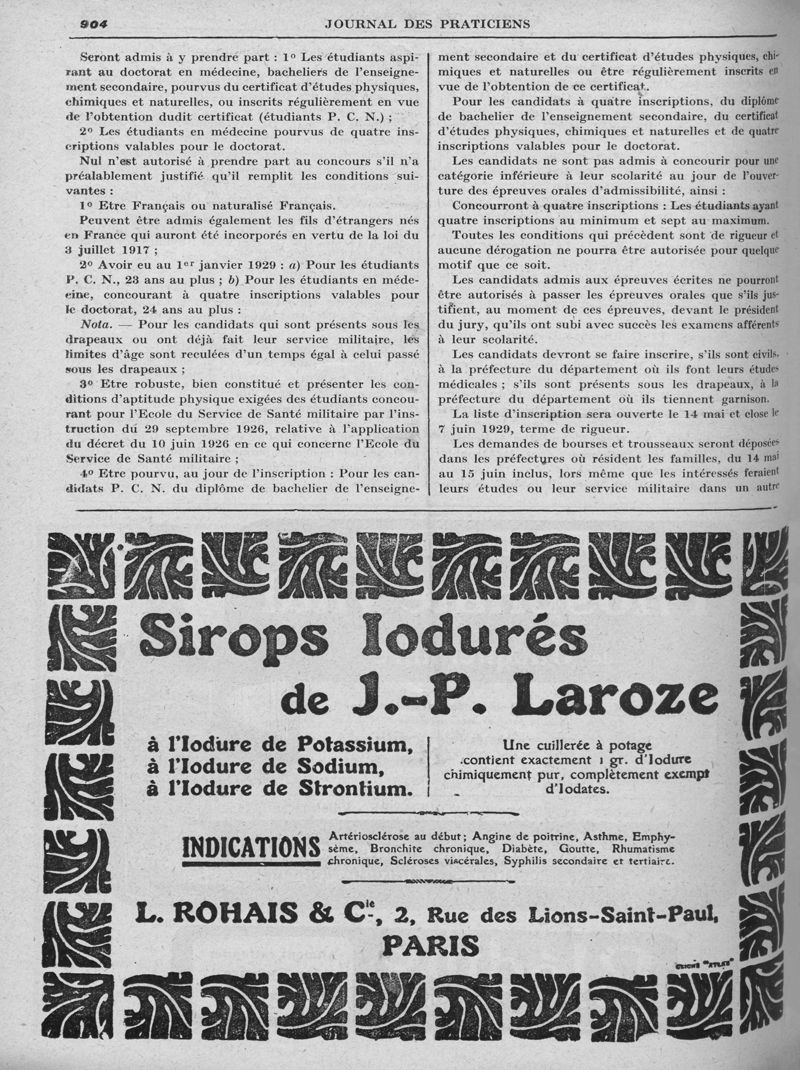 904
JOURNAL DES PRATICIENS
Seront admis à y prendre part : 1o Les étudiants aspi-
rant au doctorat en médecine, bacheliers de l'enseigne-
ment secondaire, pourvus du certificat d'études physiques,
chimiques et naturelles, ou inscrits régulièrement en vue
de l'obtention dudit certificat (étudiants P. C. N.) ;
2o Les étudiants en médecine pourvus de quatre ins-
criptions valables pour le doctorat.
Nul n'est autorisé à prendre part au concours s'il n'a
préalablement justifié qu'il remplit les conditions sui-
vantes :
1o Etre Français ou naturalisé Français.
Peuvent être admis également les fils d'étrangers nés
en France qui auront été incorporés en vertu de la loi du
3 juillet 1917 ;
2o Avoir eu au 1er janvier 1929 : a) Pour les étudiants
P. C. N., 23 ans au plus ; b) Pour les étudiants en méde-
cine, concourant à quatre inscriptions valables pour
le doctorat, 24 ans au plus :
Nota. — Pour les candidats qui sont présents sous les
drapeaux ou ont déjà fait leur service militaire, les
limites d'âge sont reculées d'un temps égal à celui passé
sous les drapeaux ;
3o Etre robuste, bien constitué et présenter les con-
ditions d'aptitude physique exigées des étudiants concou-
rant pour l'Ecole du Service de Santé militaire par l'ins-
truction du 29 septembre 1926, relative à l'application
du décret du 10 juin 1926 en ce qui concerne l'Ecole du
Service de Santé militaire ;
4o Etre pourvu, au jour de l'inscription : Pour les can-
didats P. C. N. du diplôme de bachelier de l'enseigne-
ment secondaire et du certificat d'études physiques, chi-
miques et naturelles ou être régulièrement inscrits en
vue de l'obtention de ce certificat.
Pour les candidats à quatre inscriptions, du diplôme
de bachelier de l'enseignement secondaire, du certificat
d'études physiques, chimiques et naturelles et de quatre
inscriptions valables pour le doctorat.
Les candidats ne sont pas admis à concourir pour une
catégorie inférieure à leur scolarité au jour de l'ouver-
ture des épreuves orales d'admissibilité, ainsi :
Concourront à quatre inscriptions : Les étudiants ayant
quatre inscriptions au minimum et sept au maximum.
Toutes les conditions qui précèdent sont de rigueur et
aucune dérogation ne pourra être autorisée pour quelque
motif que ce soit.
Les candidats admis aux épreuves écrites ne pourront
être autorisés à passer les épreuves orales que s'ils jus-
tifient, au moment de ces épreuves, devant le président
du jury, qu'ils ont subi avec succès les examens afférents
à leur scolarité.
Les candidats devront se faire inscrire, s'ils sont civils,
à la préfecture du département où ils font leurs études
médicales ; s'ils sont présents sous les drapeaux, à la
préfecture du département où ils tiennent garnison.
La liste d'inscription sera ouverte le 14 mai et close le
7 juin 1929, terme de rigueur.
Les demandes de bourses et trousseaux seront déposées
dans les préfectures où résident les familles, du 14 mai
au 15 juin inclus, lors même que les intéressés feraient
leurs études ou leur service militaire dans un autre
Sirops Iodurés
de J.-P. Laroze
à l'Iodure de Potassium,
à l'Iodure de Sodium,
à l'Iodure de Strontium.
Une cuillerée à potage
contient exactement 1 gr. d'Iodure
chimiquement pur, complètement exempt
d'Iodates.
INDICATIONS
Artériosclérose au début ; Angine de poitrine, Asthme, Emphy-
sème, Bronchite chronique, Diabète, Goutte, Rhumatisme
chronique, Scléroses viscérales, Syphilis secondaire et tertiaire.
L. ROHAIS & Cie, 2, Rue des Lions-Saint-Paul,
PARIS
CLICHÉ "ATLAS"